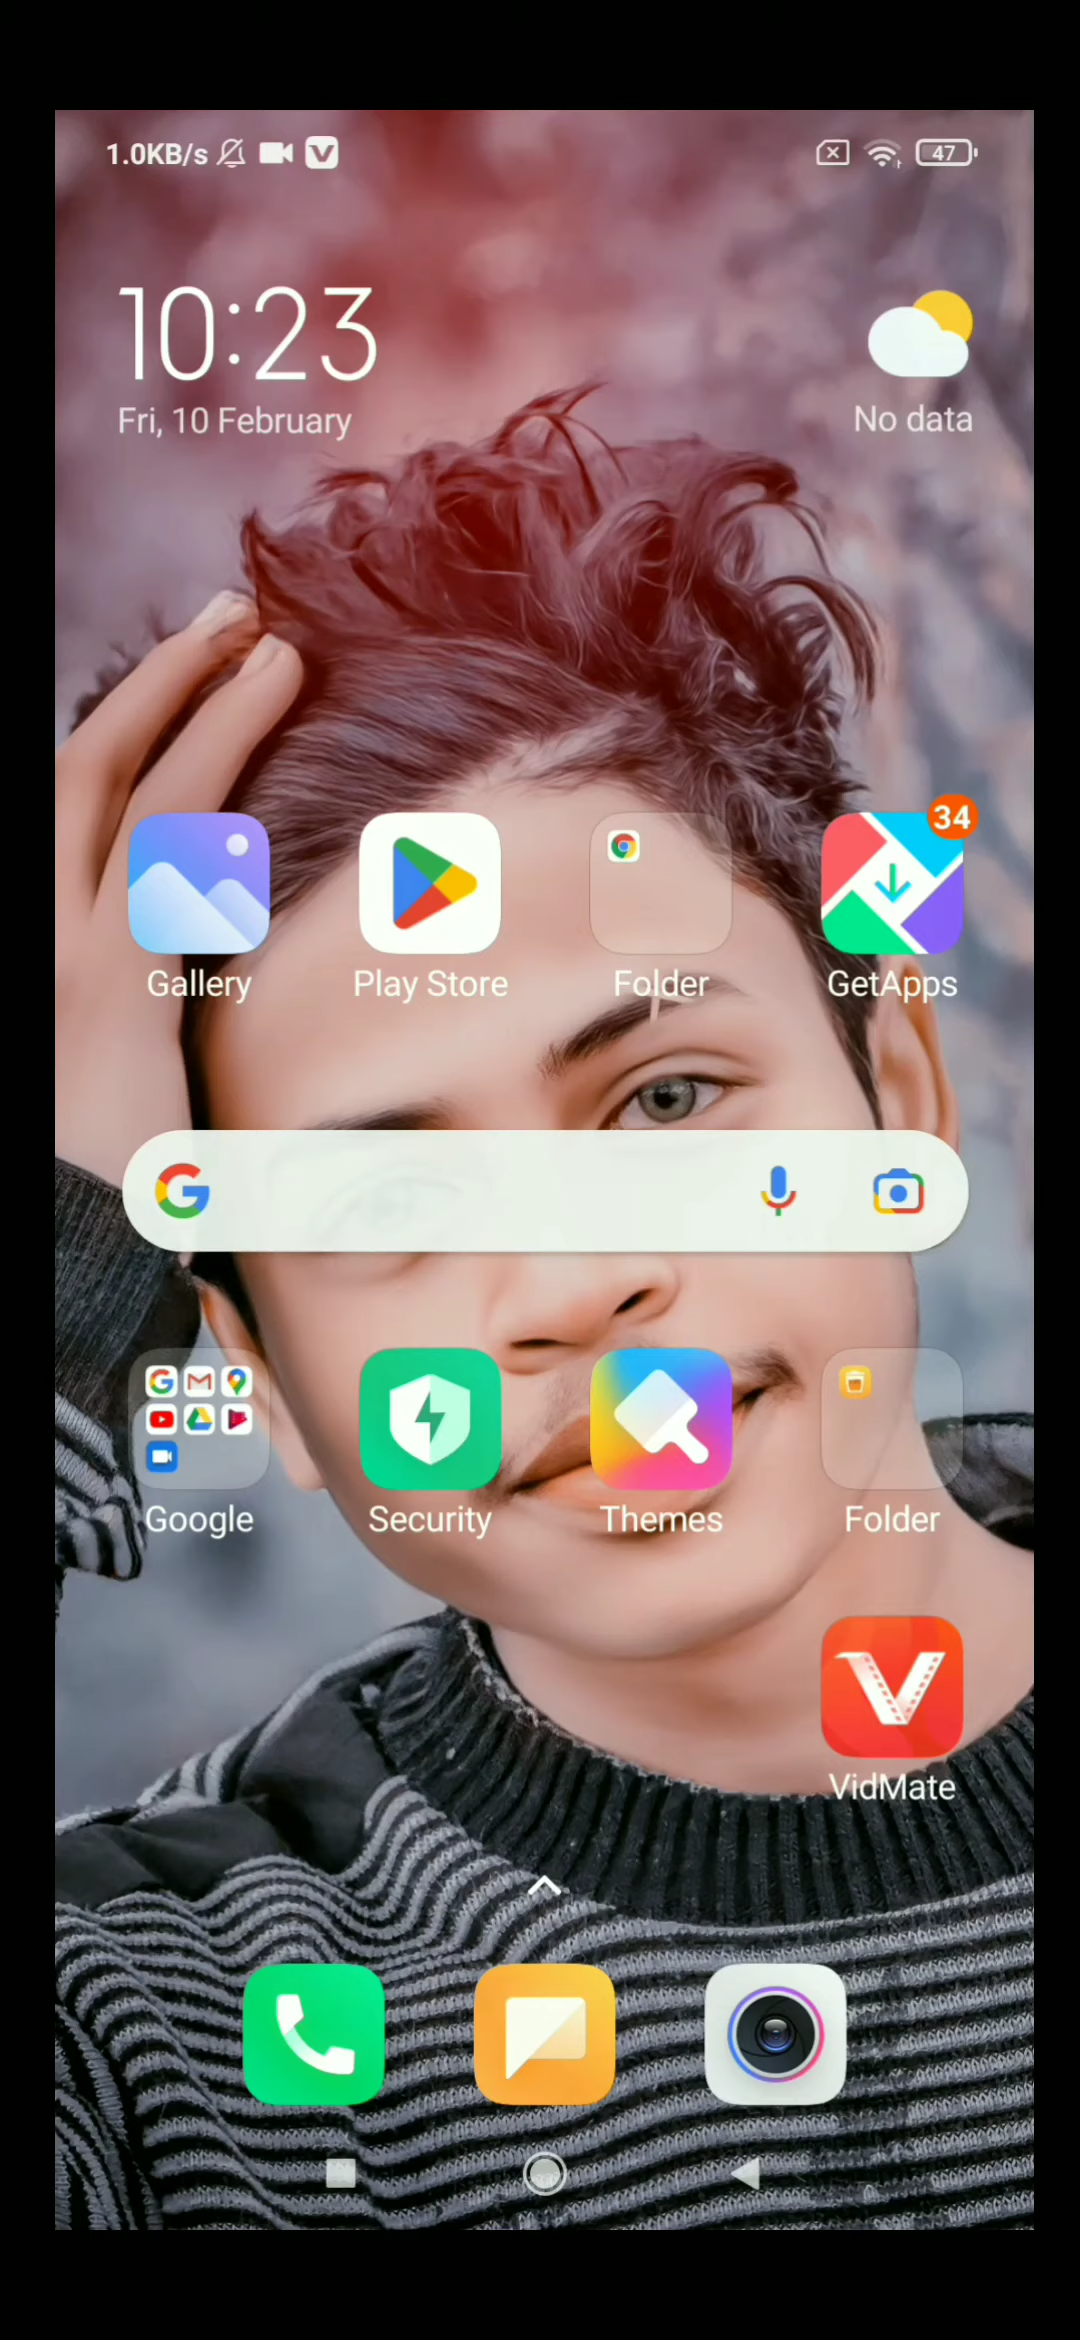 1.0KB/s
47
10:23
Fri, 10 February
No data
34
Gallery
Play Store
Folder
GetApps
Google
Security
Themes
Folder
VidMate